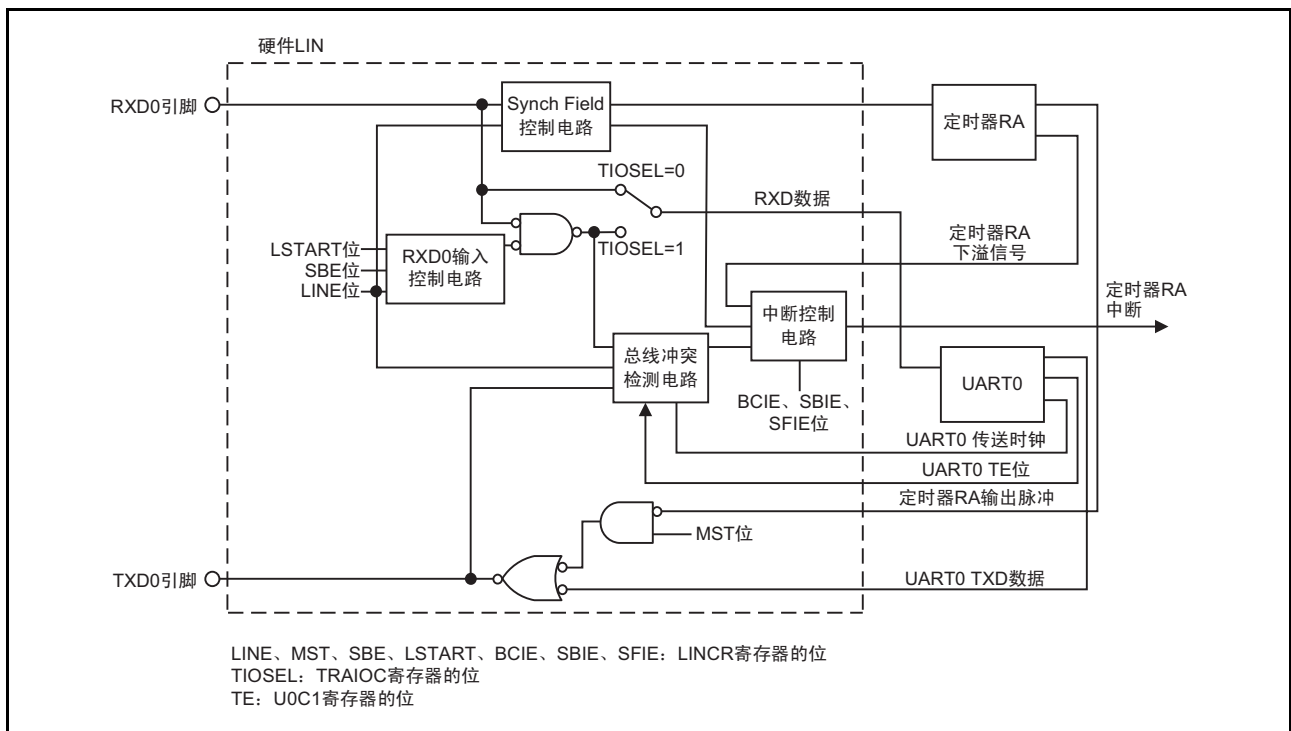 硬件LIN
RXD0引脚
Synch Field
控制电路
定时器RA
TIOSEL=0
RXD数据
TIOSEL=1
LSTART位
SBE位
LINE位
RXD0输入
控制电路
定时器RA
下溢信号
中断控制
电路
定时器RA
中断
总线冲突
检测电路
BCIE、SBIE、
SFIE位
UART0
UART0 传送时钟
UART0 TE位
定时器RA输出脉冲
MST位
TXD0引脚
UART0 TXD数据
LINE、MST、SBE、LSTART、BCIE、SBIE、SFIE：LINCR寄存器的位
TIOSEL：TRAIOC寄存器的位
TE：U0C1寄存器的位